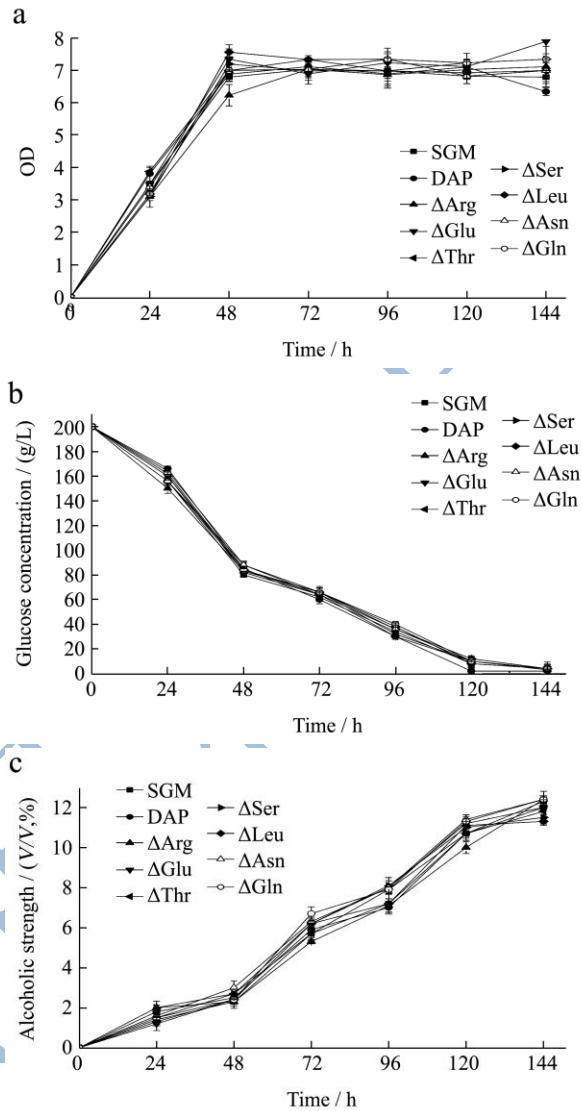 a
8
7
6
5
4
3
2
1
0
OD
0 24 48 72 96 120 144
Time / h
SGM
DAP
ΔArg
ΔGlu
ΔThr
ΔSer
ΔLeu
ΔAsn
ΔGln
b
200
180
160
140
120
100
80
60
40
20
0
Glucose concentration / (g/L)
0 24 48 72 96 120 144
Time / h
SGM
DAP
ΔArg
ΔGlu
ΔThr
ΔSer
ΔLeu
ΔAsn
ΔGln
c
12
10
8
6
4
2
0
Alcoholic strength / (V/V,%)
0 24 48 72 96 120 144
Time / h
SGM
DAP
ΔArg
ΔGlu
ΔThr
ΔSer
ΔLeu
ΔAsn
ΔGln